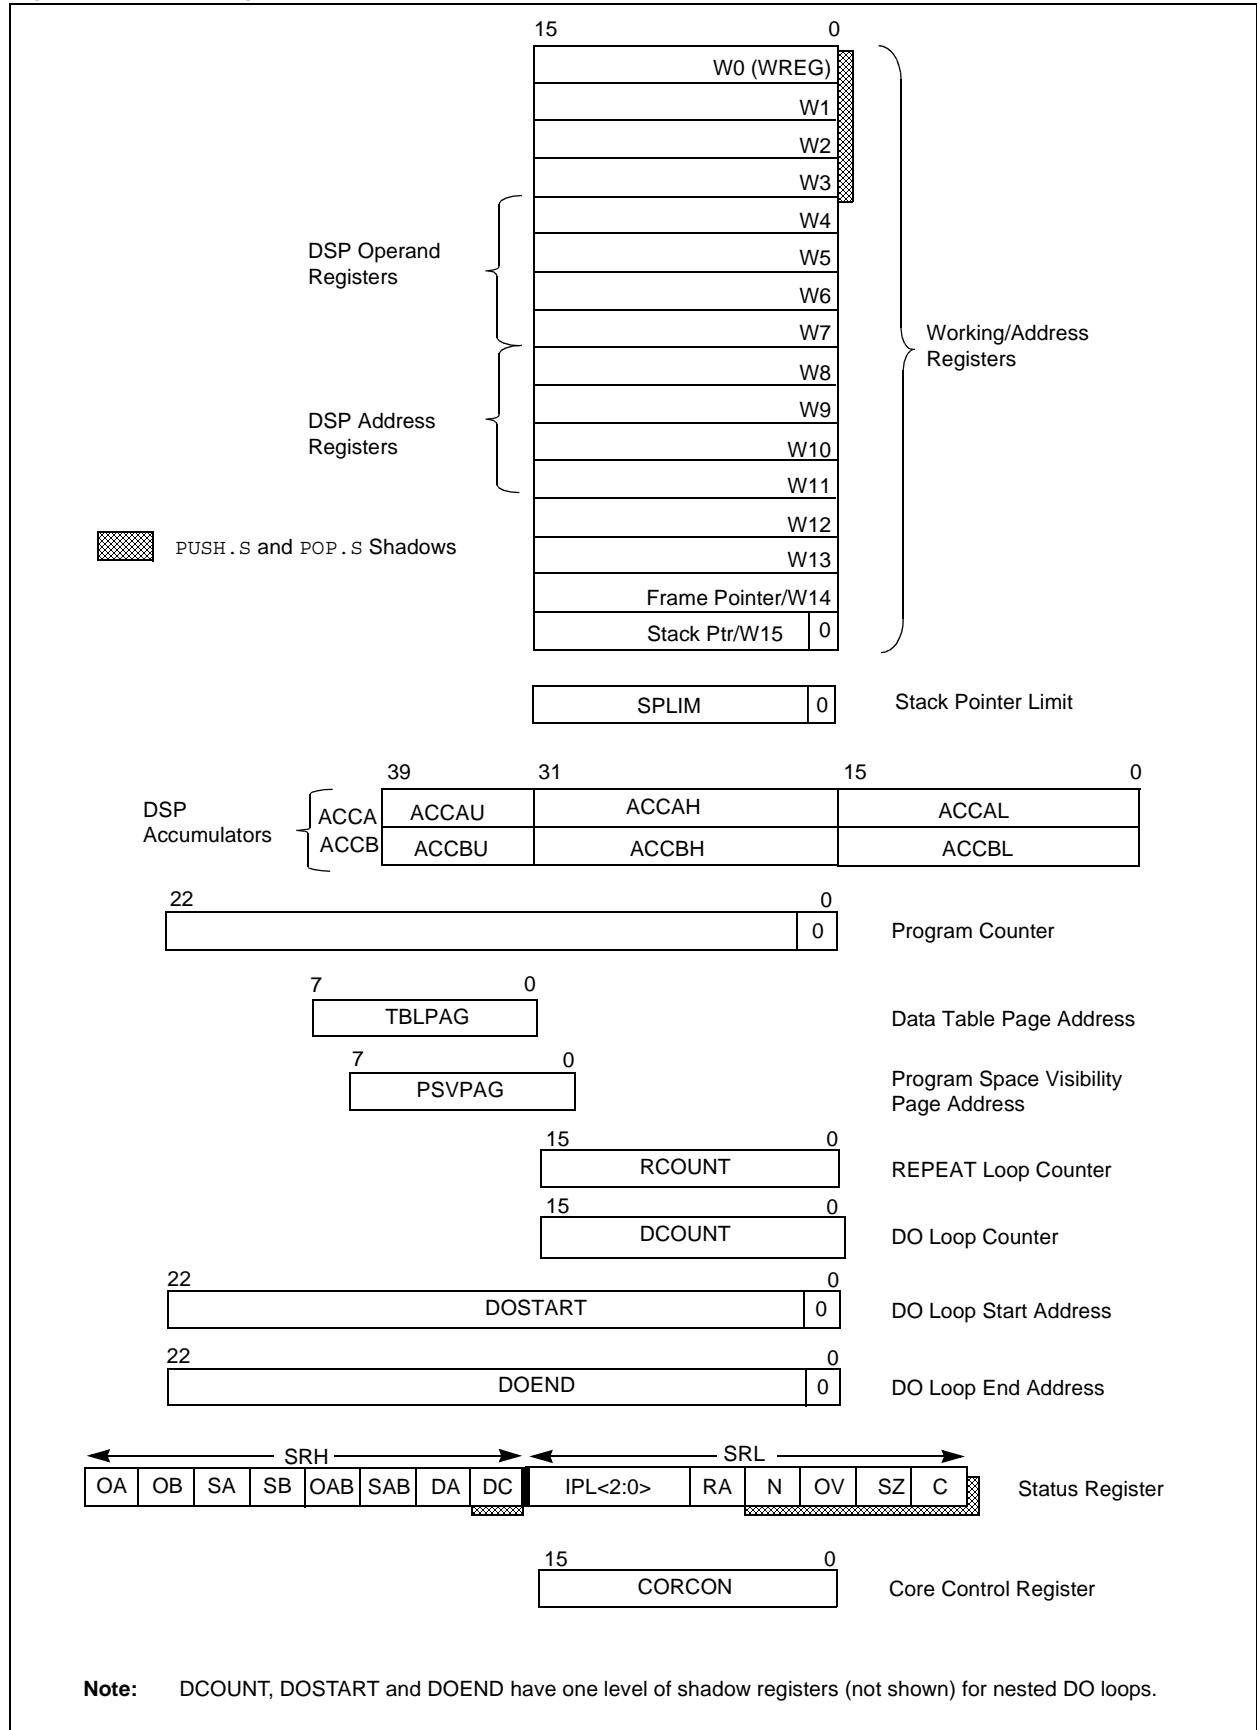 15 0
W0 (WREG)
W1
W2
W3
W4
DSP Operand
Registers
W5
W6
W7
Working/Address
Registers
W8
W9
DSP Address
Registers
W10
W11
W12
PUSH.S and POP.S Shadows
W13
Frame Pointer/W14
Stack Ptr/W15 0
SPLIM 0 Stack Pointer Limit
39 31 15 0
DSP
Accumulators
ACCA ACCAU ACCAH ACCAL
ACCB ACCBU ACCBH ACCBL
22 0
0 Program Counter
7 0
TBLPAG Data Table Page Address
7 0
PSVPAG Program Space Visibility
Page Address
15 0
RCOUNT REPEAT Loop Counter
15 0
DCOUNT DO Loop Counter
22 0
DOSTART 0 DO Loop Start Address
22 0
DOEND 0 DO Loop End Address
SRH SRL
OA OB SA SB OAB SAB DA DC IPL<2:0> RA N OV SZ C Status Register
15 0
CORCON Core Control Register
Note: DCOUNT, DOSTART and DOEND have one level of shadow registers (not shown) for nested DO loops.